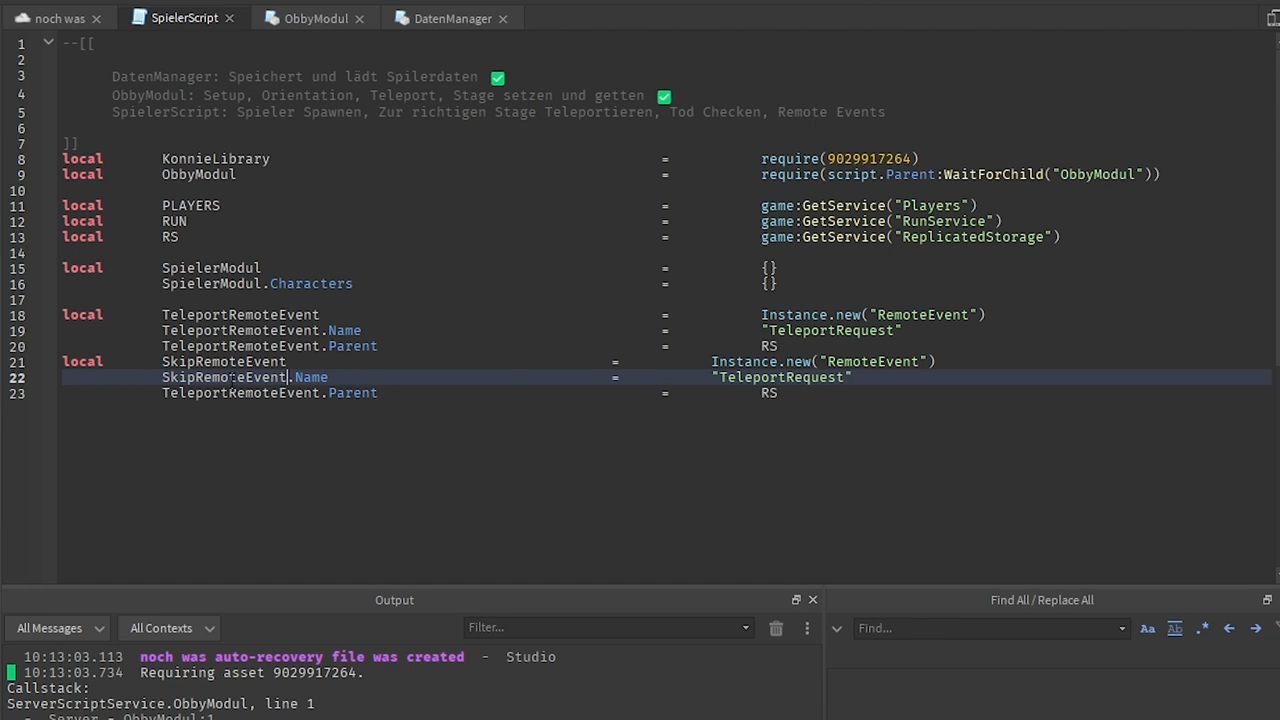 noch was
SpielerScript
ObbyModul
DatenManager
1 --[[
2
3 DatenManager: Speichert und lädt Spilerdaten ✅
4 ObbyModul: Setup, Orientation, Teleport, Stage setzen und getten ✅
5 SpielerScript: Spieler Spawnen, Zur richtigen Stage Teleportieren, Tod Checken, Remote Events
6
7 ]]
8 local KonnieLibrary = require(9029917264)
9 local ObbyModul = require(script.Parent:WaitForChild("ObbyModul"))
10
11 local PLAYERS = game:GetService("Players")
12 local RUN = game:GetService("RunService")
13 local RS = game:GetService("ReplicatedStorage")
14
15 local SpielerModul = {}
16 SpielerModul.Characters = {}
17
18 local TeleportRemoteEvent = Instance.new("RemoteEvent")
19 TeleportRemoteEvent.Name = "TeleportRequest"
20 TeleportRemoteEvent.Parent = RS
21 local SkipRemoteEvent = Instance.new("RemoteEvent")
22 SkipRemoteEvent.Name = "TeleportRequest"
23 TeleportRemoteEvent.Parent = RS
Output
Find All / Replace All
All Messages All Contexts Filter...
Find... Aa Ab .*
10:13:03.113 noch was auto-recovery file was created - Studio
10:13:03.734 Requiring asset 9029917264.
Callstack:
ServerScriptService.ObbyModul, line 1
- Server - ObbyModul:1